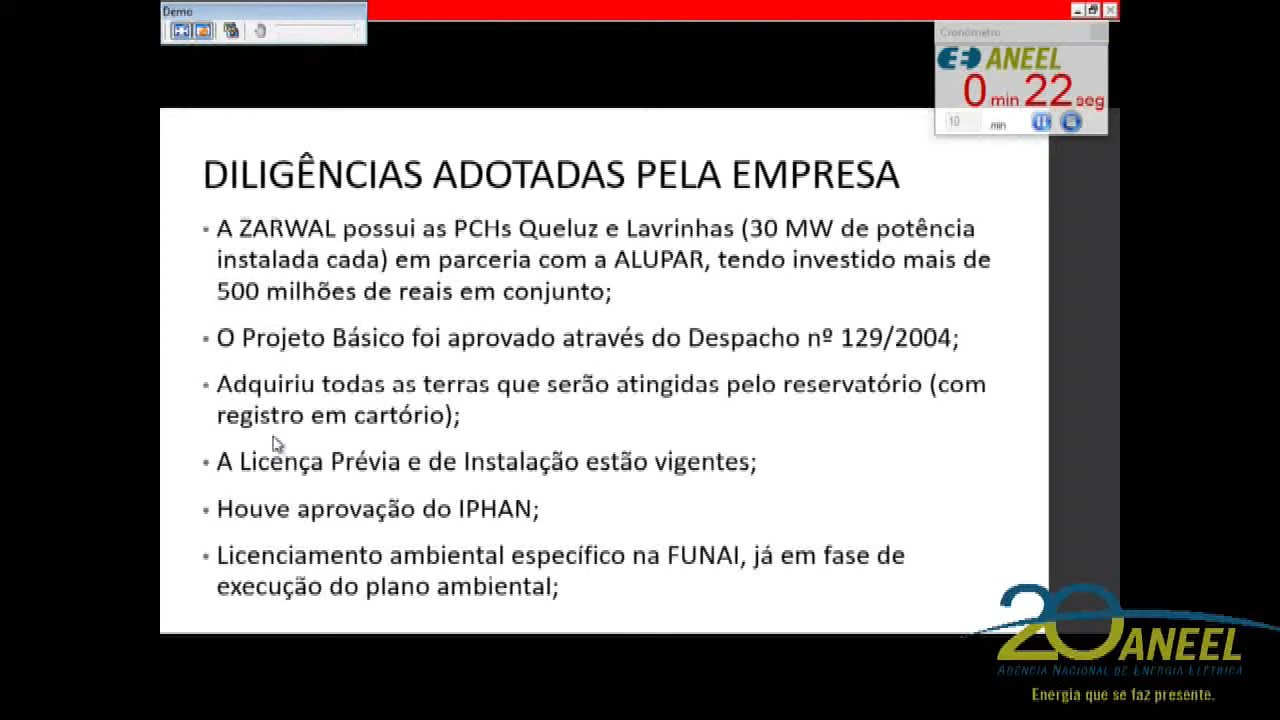 Demo
Cronômetro
ANEEL
0 min 22 seg
10 min
DILIGÊNCIAS ADOTADAS PELA EMPRESA
• A ZARWAL possui as PCHs Queluz e Lavrinhas (30 MW de potência
instalada cada) em parceria com a ALUPAR, tendo investido mais de
500 milhões de reais em conjunto;
• O Projeto Básico foi aprovado através do Despacho nº 129/2004;
• Adquiriu todas as terras que serão atingidas pelo reservatório (com
registro em cartório);
• A Licença Prévia e de Instalação estão vigentes;
• Houve aprovação do IPHAN;
• Licenciamento ambiental específico na FUNAI, já em fase de
execução do plano ambiental;
20 ANEEL
AGÊNCIA NACIONAL DE ENERGIA ELÉTRICA
Energia que se faz presente.